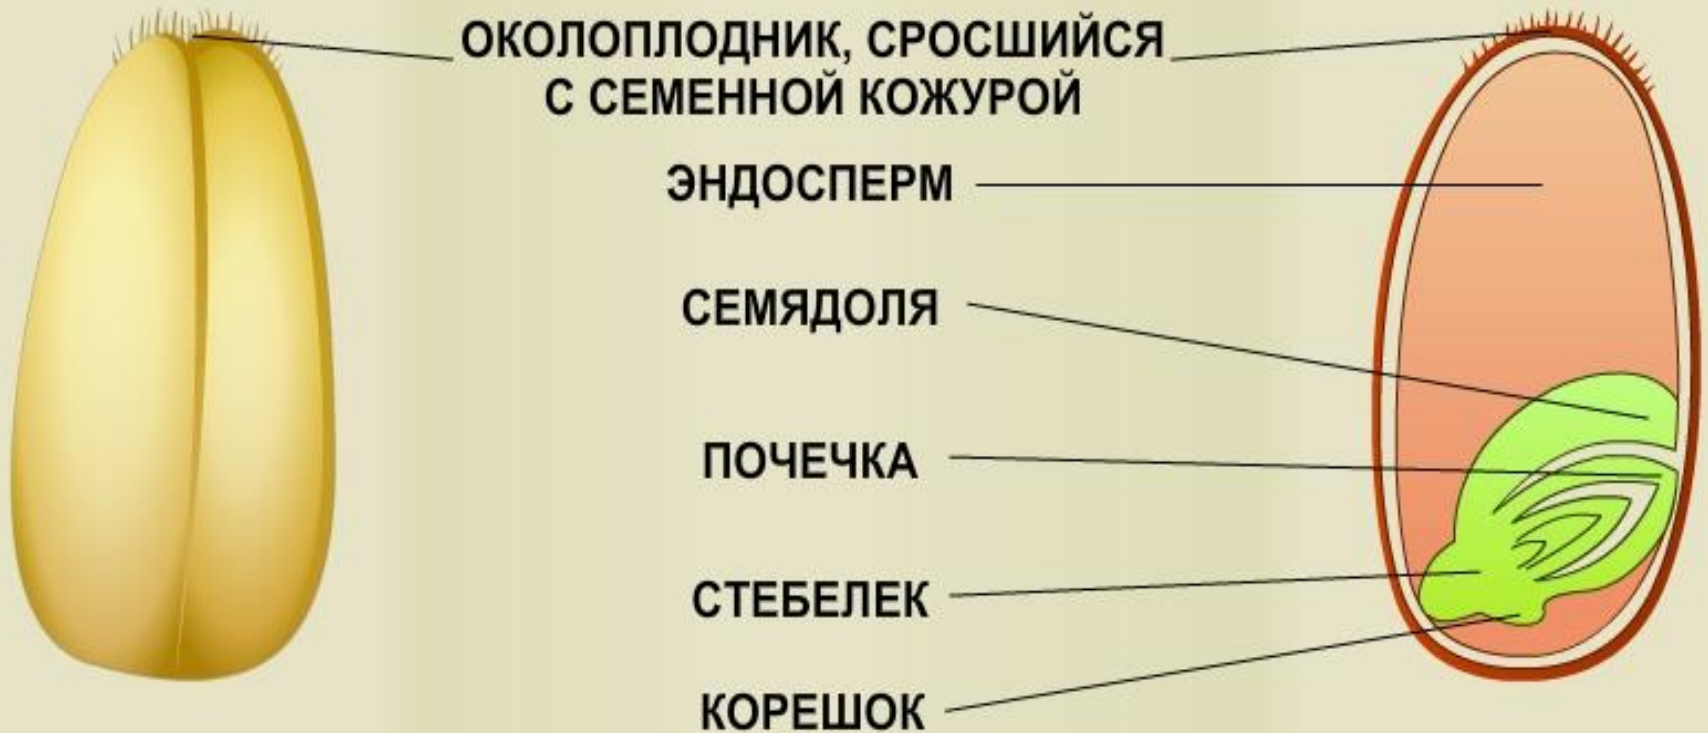 ОКОЛОПЛОДНИК, СРОСШИЙСЯ
С СЕМЕННОЙ КОЖУРОЙ
ЭНДОСПЕРМ
СЕМЯДОЛЯ
ПОЧЕЧКА
СТЕБЕЛЕК
КОРЕШОК